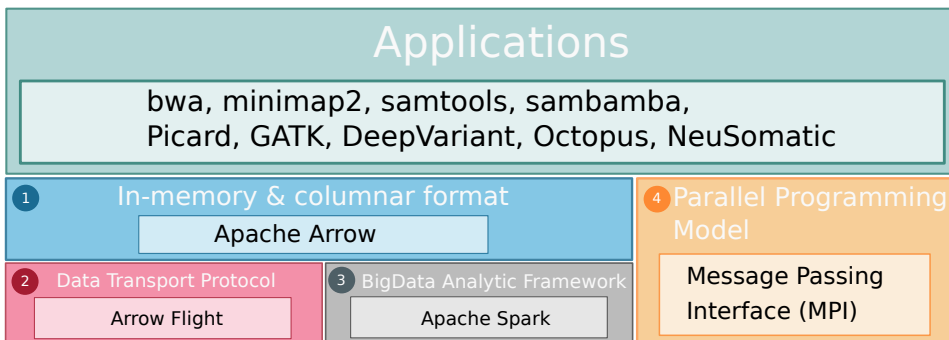 Applications
bwa, minimap2, samtools, sambamba,
Picard, GATK, DeepVariant, Octopus, NeuSomatic
1 In-memory & columnar format
Apache Arrow
2 Data Transport Protocol
Arrow Flight
3 BigData Analytic Framework
Apache Spark
4 Parallel Programming
Model
Message Passing
Interface (MPI)